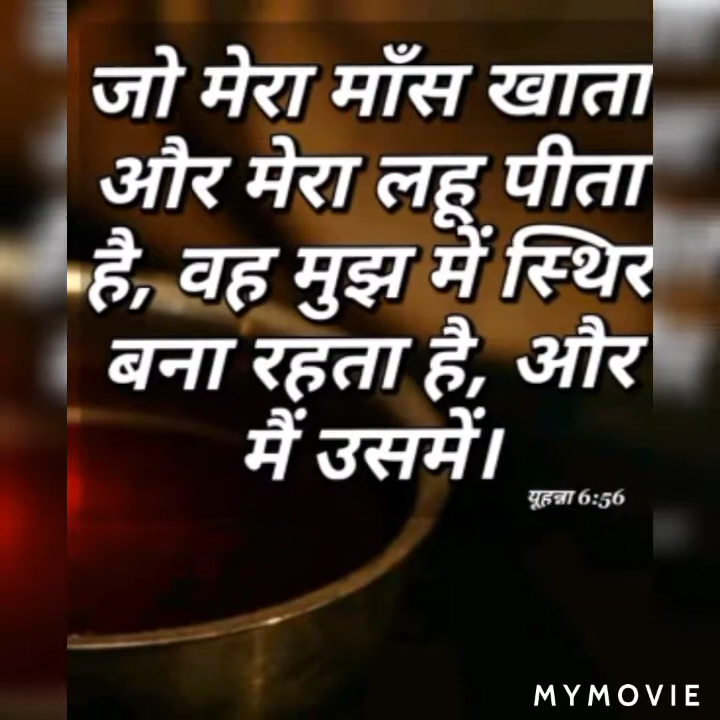 जो मेरा माँस खाता
और मेरा लहू पीता
है, वह मुझ में स्थिर
बना रहता है, और
मैं उसमें।
यूहन्ना 6:56
MYMOVIE